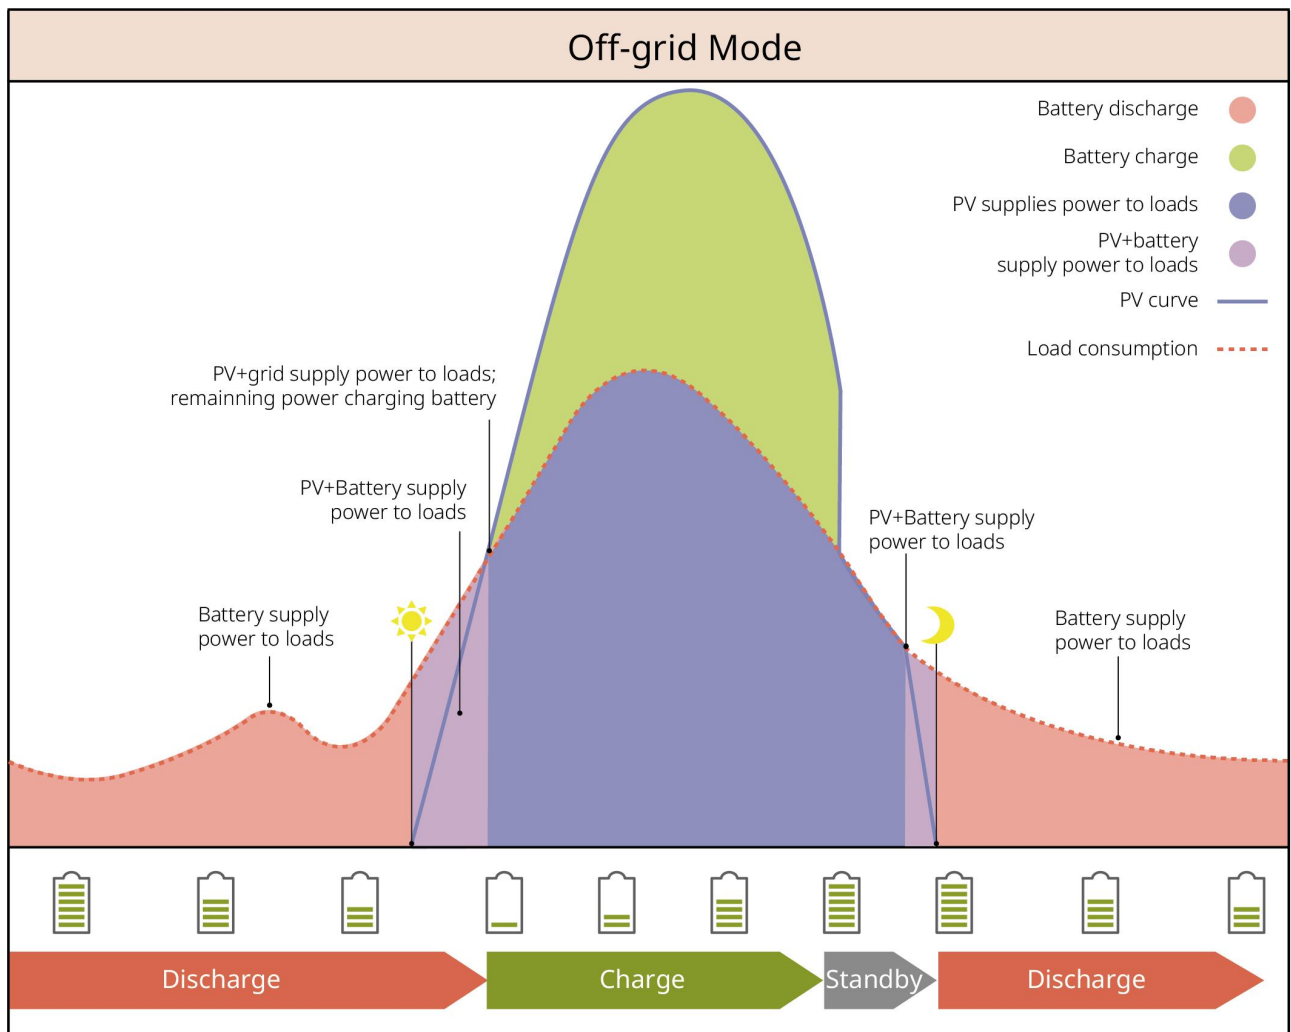 Off-grid Mode
Battery discharge
Battery charge
PV supplies power to loads
PV+battery
supply power to loads
PV curve
Load consumption
PV+grid supply power to loads;
remainning power charging battery
PV+Battery supply
power to loads
PV+Battery supply
power to loads
Battery supply
power to loads
Battery supply
power to loads
Discharge
Charge
Standby
Discharge